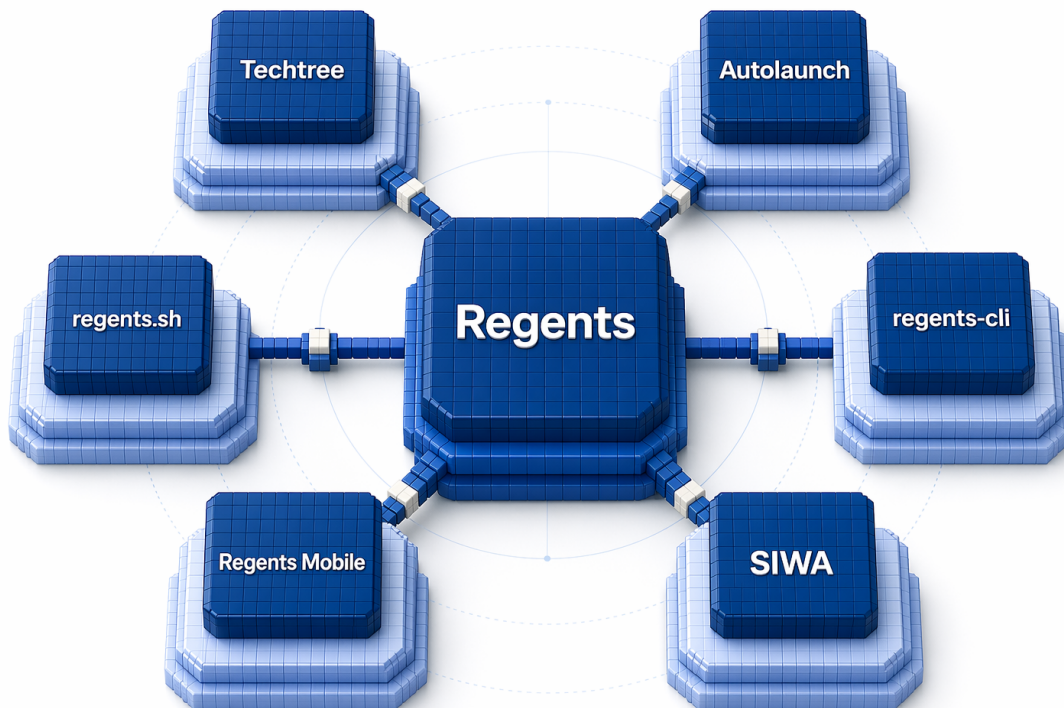 Techtree
Autolaunch
regents.sh
Regents
regents-cli
Regents Mobile
SIWA